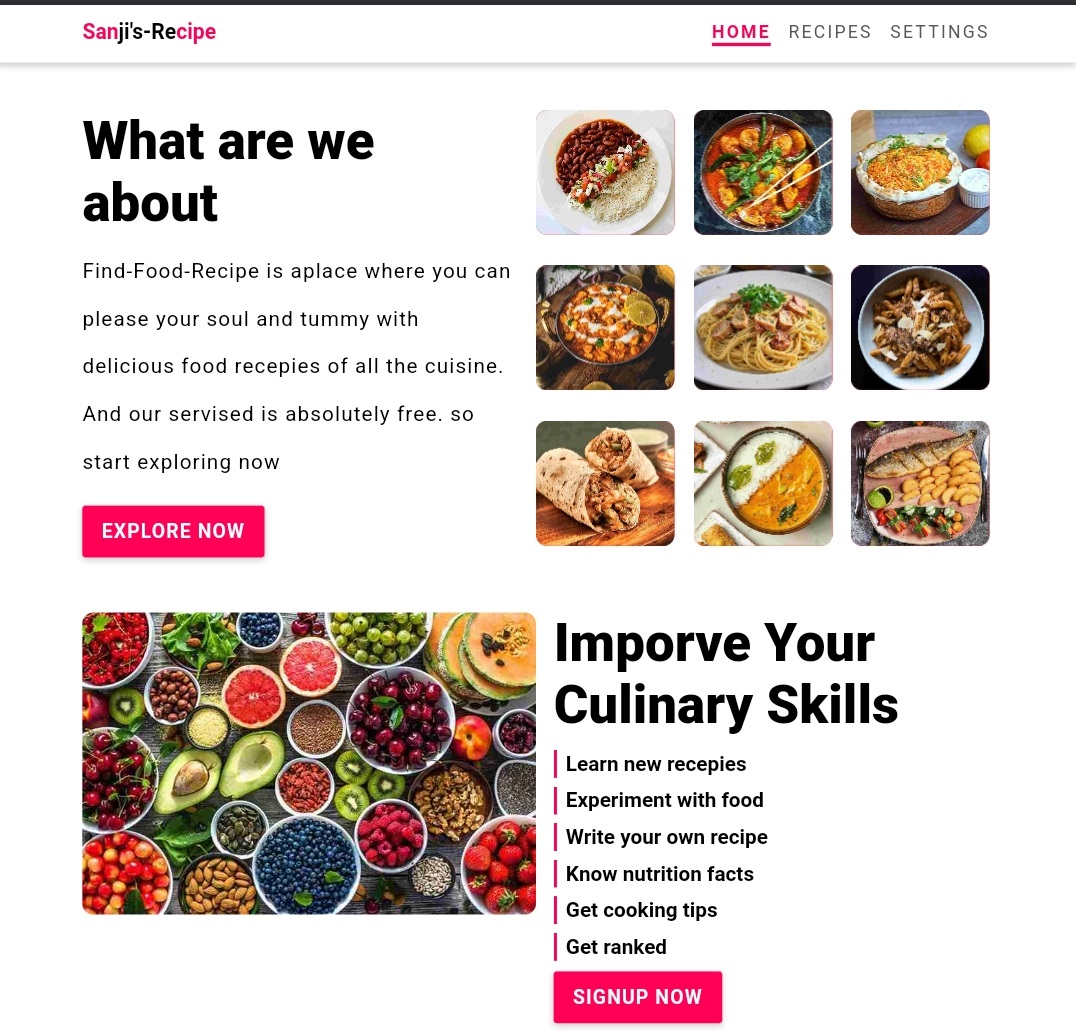 Sanji's-Recipe
HOME RECIPES SETTINGS
What are we
about
Find-Food-Recipe is aplace where you can
please your soul and tummy with
delicious food recepies of all the cuisine.
And our servised is absolutely free. so
start exploring now
EXPLORE NOW
Imporve Your
Culinary Skills
Learn new recepies
Experiment with food
Write your own recipe
Know nutrition facts
Get cooking tips
Get ranked
SIGNUP NOW